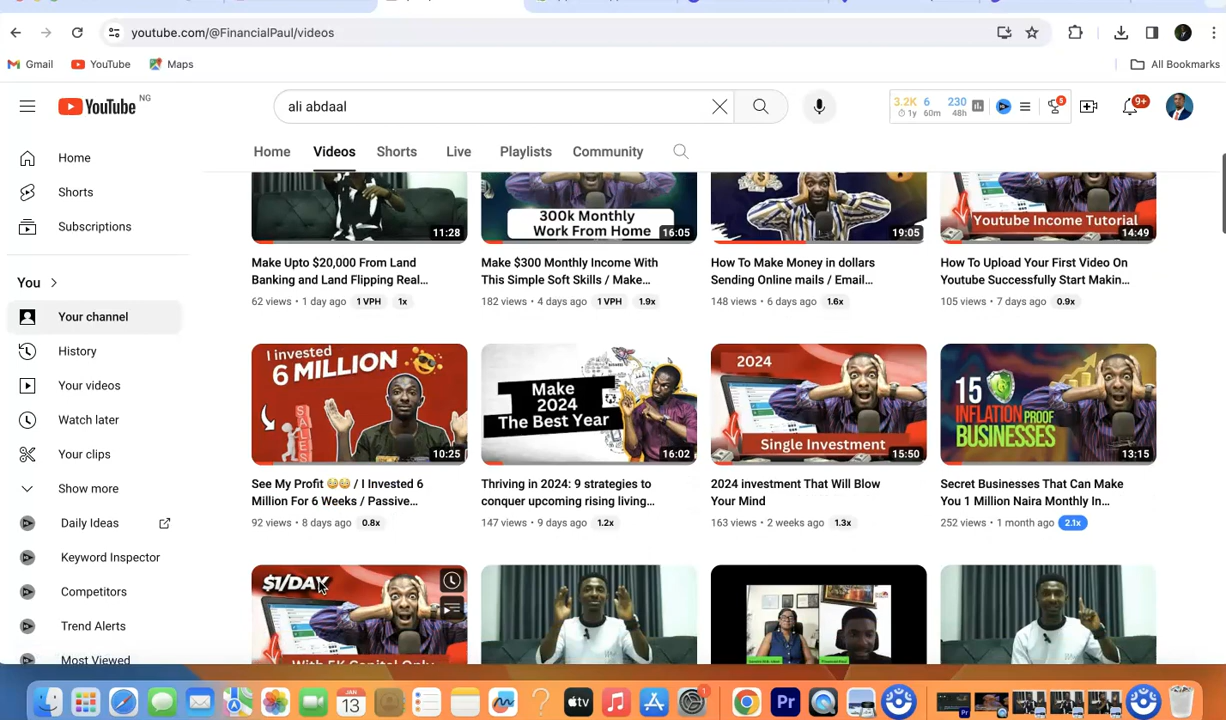 youtube.com/@FinancialPaul/videos
Gmail
YouTube
Maps
All Bookmarks
YouTube NG
ali abdaal
3.2K 6 230
1y 60m 48h
5
9+
Home Videos Shorts Live Playlists Community
Home
Shorts
Subscriptions
You
Your channel
History
Your videos
Watch later
Your clips
Show more
Daily Ideas
Keyword Inspector
Competitors
Trend Alerts
Most Viewed
11:28
Make Upto $20,000 From Land
Banking and Land Flipping Real...
62 views • 1 day ago 1 VPH 1x
300k Monthly
Work From Home
16:05
Make $300 Monthly Income With
This Simple Soft Skills / Make...
182 views • 4 days ago 1 VPH 1.9x
19:05
How To Make Money in dollars
Sending Online mails / Email...
148 views • 6 days ago 1.6x
Youtube Income Tutorial
14:49
How To Upload Your First Video On
Youtube Successfully Start Makin...
105 views • 7 days ago 0.9x
I invested
6 MILLION
SALES
10:25
See My Profit 🤑🤑 / I Invested 6
Million For 6 Weeks / Passive...
92 views • 8 days ago 0.8x
Make
2024
The Best Year
16:02
Thriving in 2024: 9 strategies to
conquer upcoming rising living...
147 views • 9 days ago 1.2x
2024
Single Investment
15:50
2024 investment That Will Blow
Your Mind
163 views • 2 weeks ago 1.3x
15
INFLATION
PROOF
BUSINESSES
13:15
Secret Businesses That Can Make
You 1 Million Naira Monthly In...
252 views • 1 month ago 2.1x
$1/DAY
With 5K Capital Only
JAN
13
tv
1
Pr